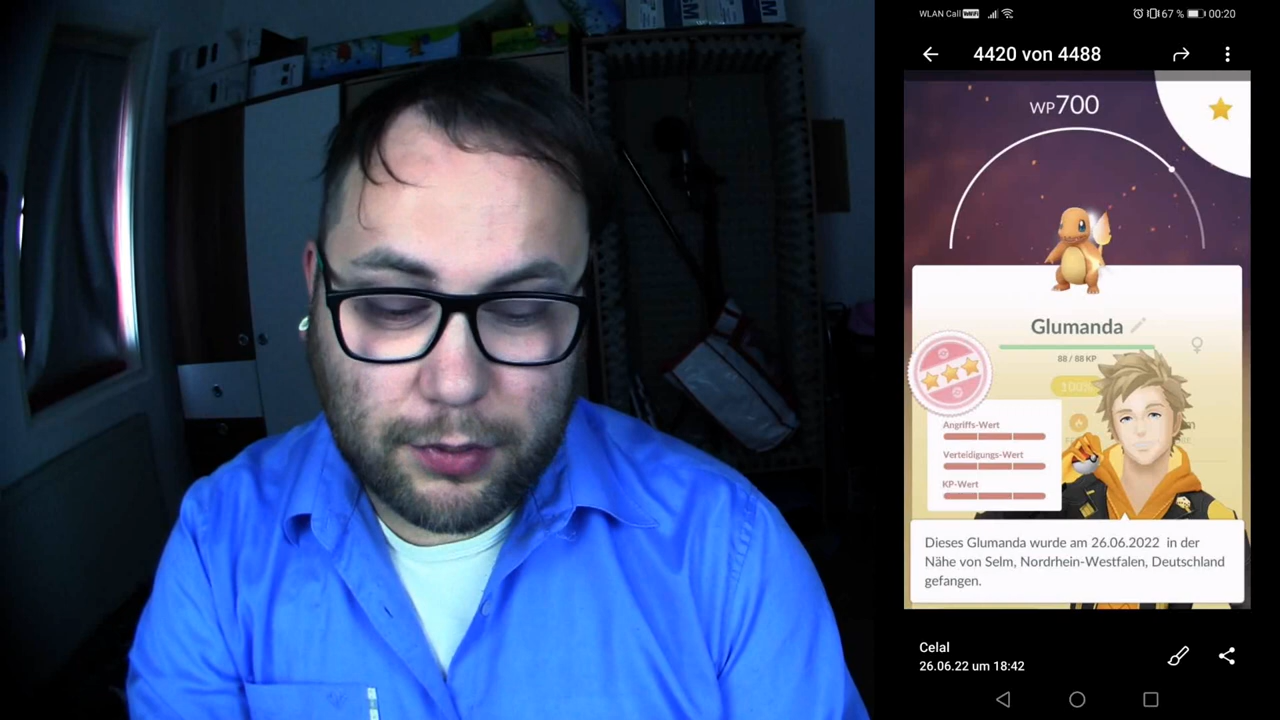 WLAN Call
67 %
00:20
4420 von 4488
WP700
Glumanda
88 / 88 KP
100%
Angriffs-Wert
Verteidigungs-Wert
KP-Wert
Dieses Glumanda wurde am 26.06.2022 in der
Nähe von Selm, Nordrhein-Westfalen, Deutschland
gefangen.
Celal
26.06.22 um 18:42